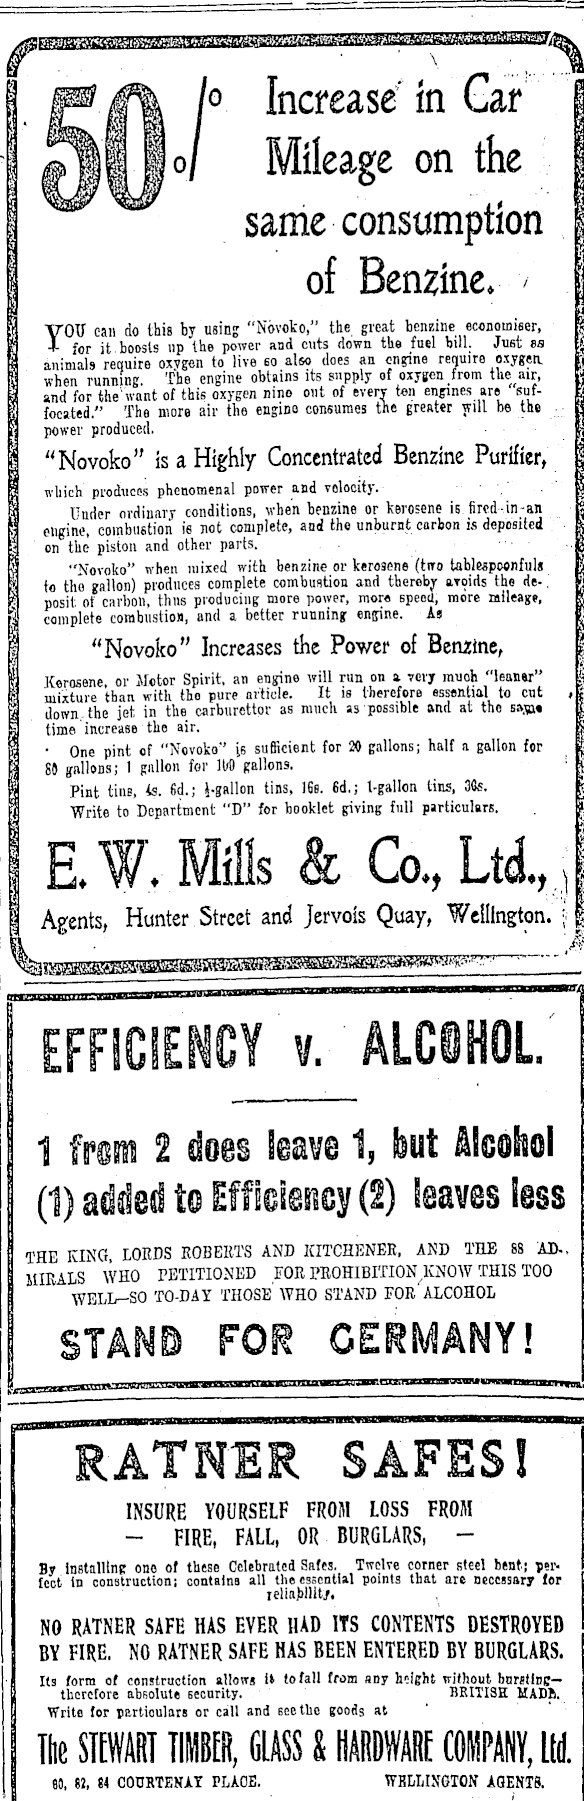 50%
Increase in Car
Mileage on the
same consumption
of Benzine.
YOU can do this by using "Novoko," the great benzine economiser,
for it boosts up the power and cuts down the fuel bill. Just as
animals require oxygen to live so also does an engine require oxygen
when running. The engine obtains its supply of oxygen from the air,
and for the want of this oxygen nine out of every ten engines are "suf-
focated." The more air the engine consumes the greater will be the
power produced.
"Novoko" is a Highly Concentrated Benzine Purifier,
which produces phenomenal power and velocity.
Under ordinary conditions, when benzine or kerosene is fired-in-an
engine, combustion is not complete, and the unburnt carbon is deposited
on the piston and other parts.
"Novoko" when mixed with benzine or kerosene (two tablespoonfuls
to the gallon) produces complete combustion and thereby avoids the de-
posit of carbon, thus producing more power, more speed, more mileage,
complete combustion, and a better running engine. As
"Novoko" Increases the Power of Benzine,
Kerosene, or Motor Spirit, an engine will run on a very much "leaner"
mixture than with the pure article. It is therefore essential to cut
down the jet in the carburettor as much as possible and at the same
time increase the air.
One pint of "Novoko" is sufficient for 20 gallons; half a gallon for
80 gallons; 1 gallon for 160 gallons.
Pint tins, 4s. 6d.; ½-gallon tins, 16s. 6d.; 1-gallon tins, 30s.
Write to Department "D" for booklet giving full particulars.
E. W. Mills & Co., Ltd.,
Agents, Hunter Street and Jervois Quay, Wellington.
EFFICIENCY v. ALCOHOL.
1 from 2 does leave 1, but Alcohol
(1) added to Efficiency (2) leaves less
THE KING, LORDS ROBERTS AND KITCHENER, AND THE 88 AD-
MIRALS WHO PETITIONED FOR PROHIBITION KNOW THIS TOO
WELL—SO TO-DAY THOSE WHO STAND FOR ALCOHOL
STAND FOR GERMANY!
RATNER SAFES!
INSURE YOURSELF FROM LOSS FROM
— FIRE, FALL, OR BURGLARS, —
By installing one of these Celebrated Safes. Twelve corner steel bent; per-
fect in construction; contains all the essential points that are necessary for
reliability.
NO RATNER SAFE HAS EVER HAD ITS CONTENTS DESTROYED
BY FIRE. NO RATNER SAFE HAS BEEN ENTERED BY BURGLARS.
Its form of construction allows it to fall from any height without bursting—
therefore absolute security. BRITISH MADE.
Write for particulars or call and see the goods at
The STEWART TIMBER, GLASS & HARDWARE COMPANY, Ltd.
80, 82, 84 COURTENAY PLACE. WELLINGTON AGENTS.